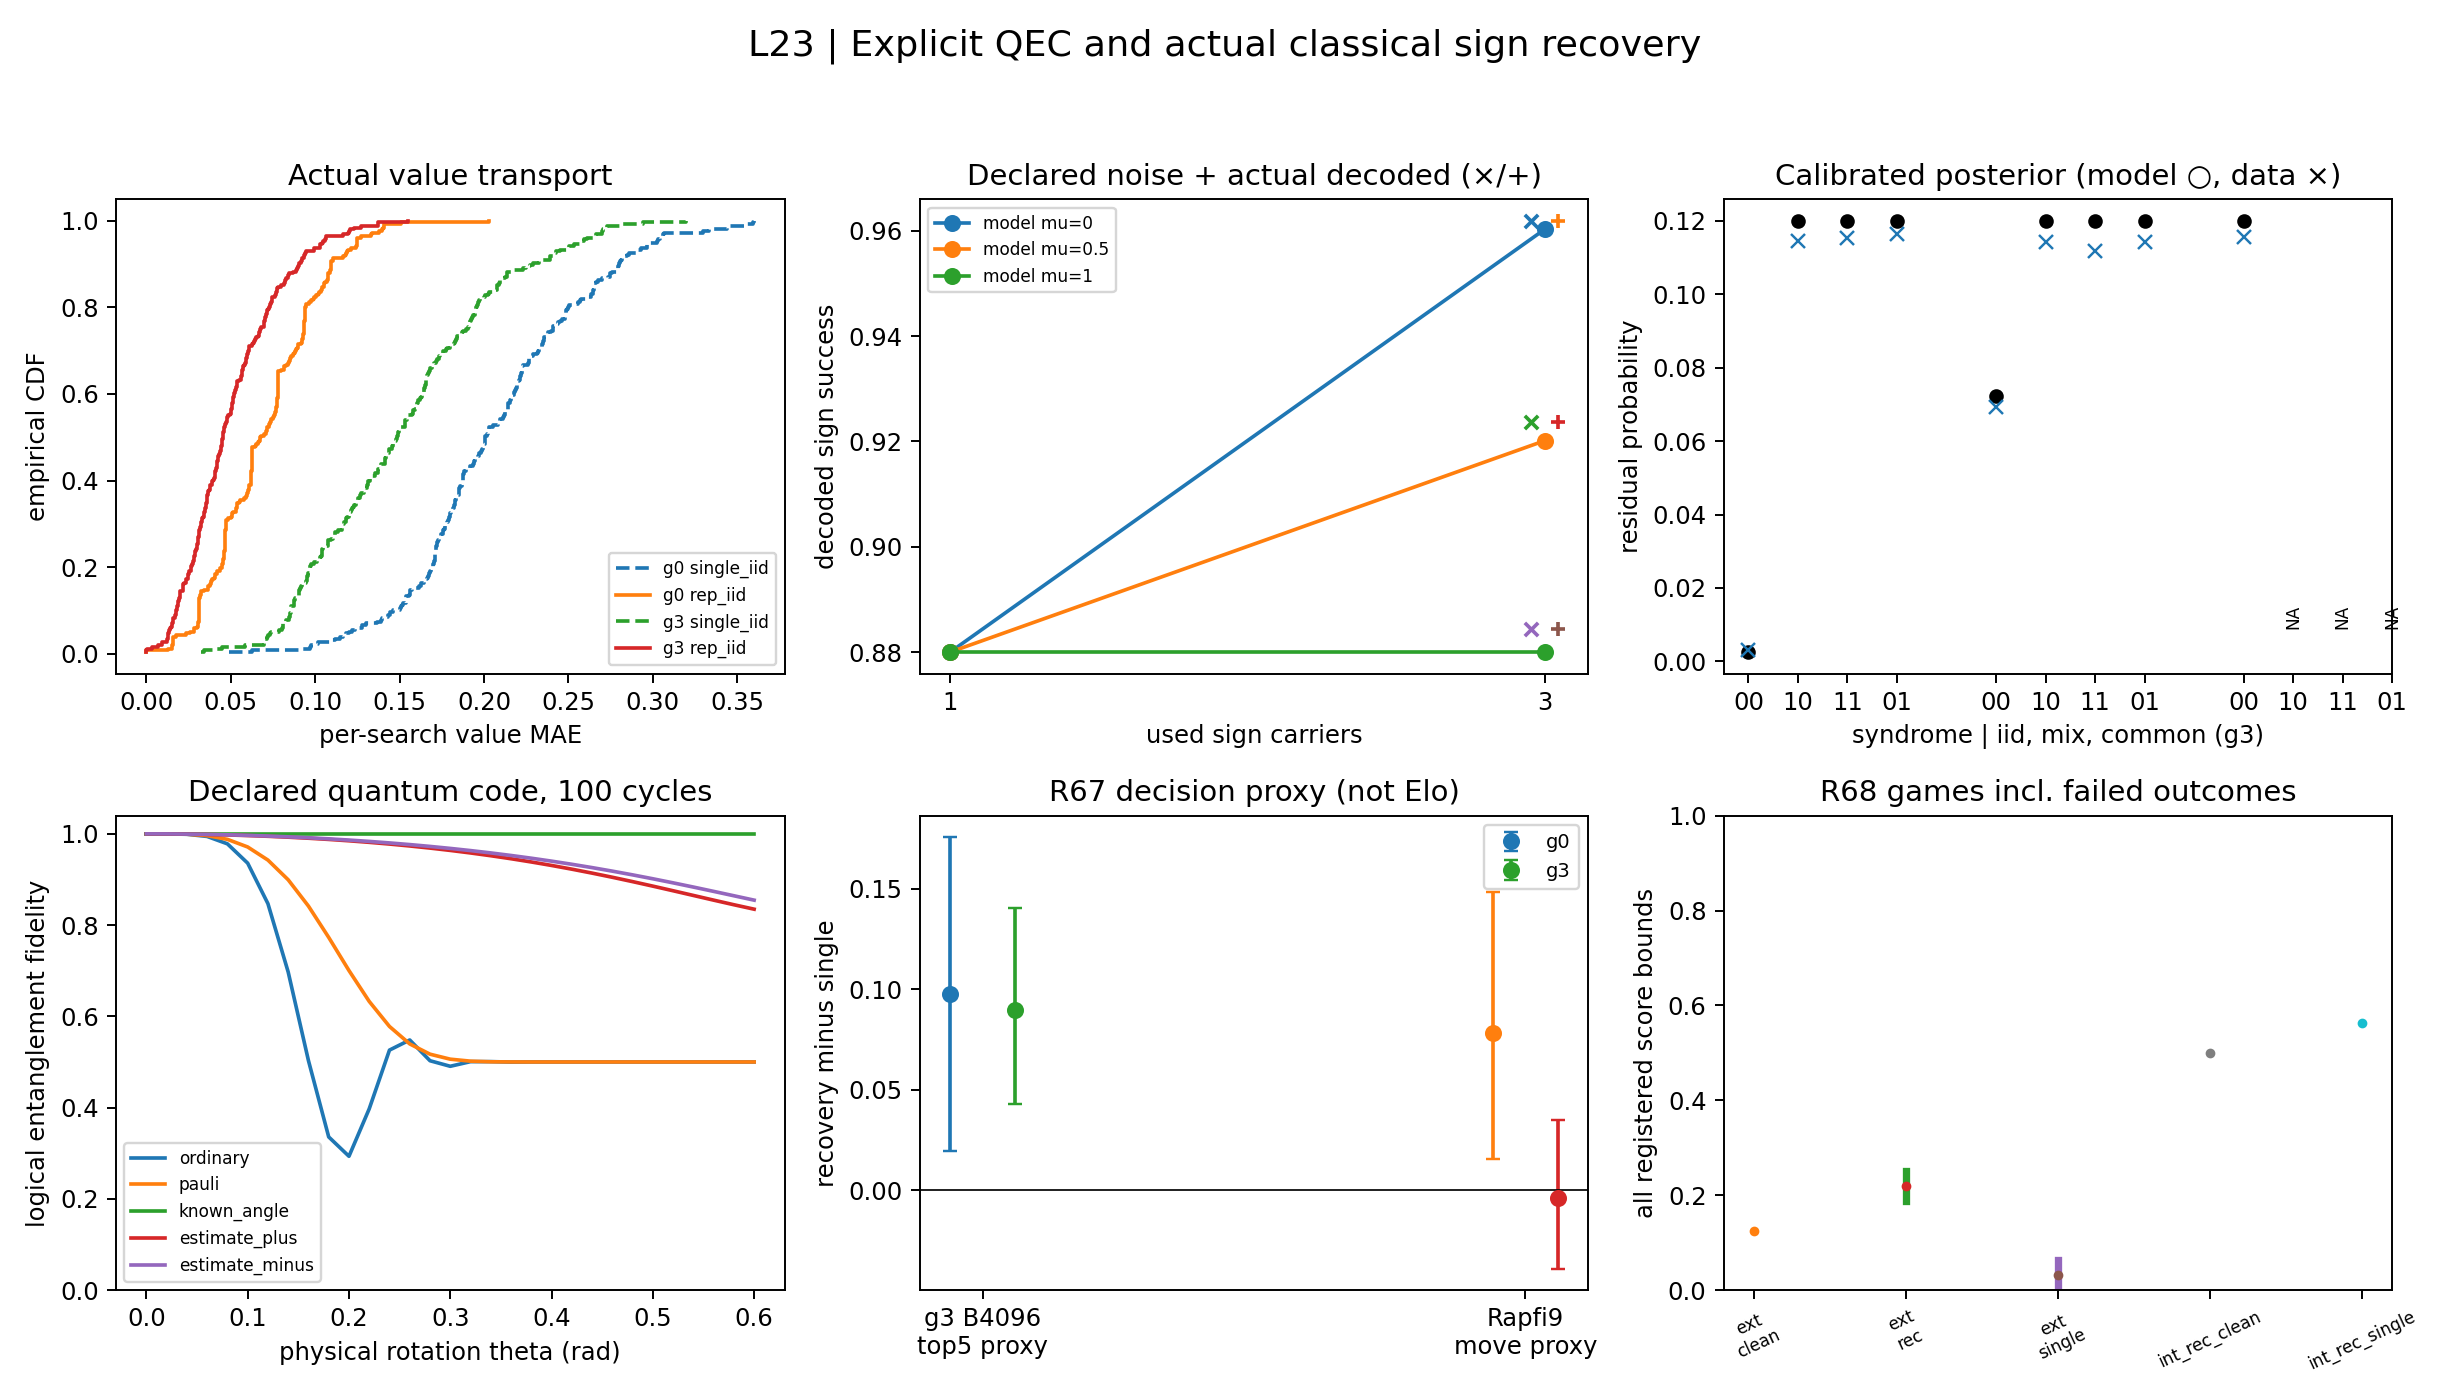 L23 | Explicit QEC and actual classical sign recovery
Actual value transport
empirical CDF
1.0
0.8
0.6
0.4
0.2
0.0
g0 single_iid
g0 rep_iid
g3 single_iid
g3 rep_iid
0.00 0.05 0.10 0.15 0.20 0.25 0.30 0.35
per-search value MAE
Declared noise + actual decoded (×/+)
decoded sign success
0.96
0.94
0.92
0.90
0.88
model mu=0
model mu=0.5
model mu=1
1 3
used sign carriers
Calibrated posterior (model ○, data ×)
residual probability
0.12
0.10
0.08
0.06
0.04
0.02
0.00
NA NA NA
00 10 11 01 00 10 11 01 00 10 11 01
syndrome | iid, mix, common (g3)
Declared quantum code, 100 cycles
logical entanglement fidelity
1.0
0.8
0.6
0.4
0.2
0.0
ordinary
pauli
known_angle
estimate_plus
estimate_minus
0.0 0.1 0.2 0.3 0.4 0.5 0.6
physical rotation theta (rad)
R67 decision proxy (not Elo)
recovery minus single
0.15
0.10
0.05
0.00
g0
g3
g3 B4096
top5 proxy
Rapfi9
move proxy
R68 games incl. failed outcomes
all registered score bounds
1.0
0.8
0.6
0.4
0.2
0.0
ext
clean
ext
rec
ext
single
int_rec_clean
int_rec_single